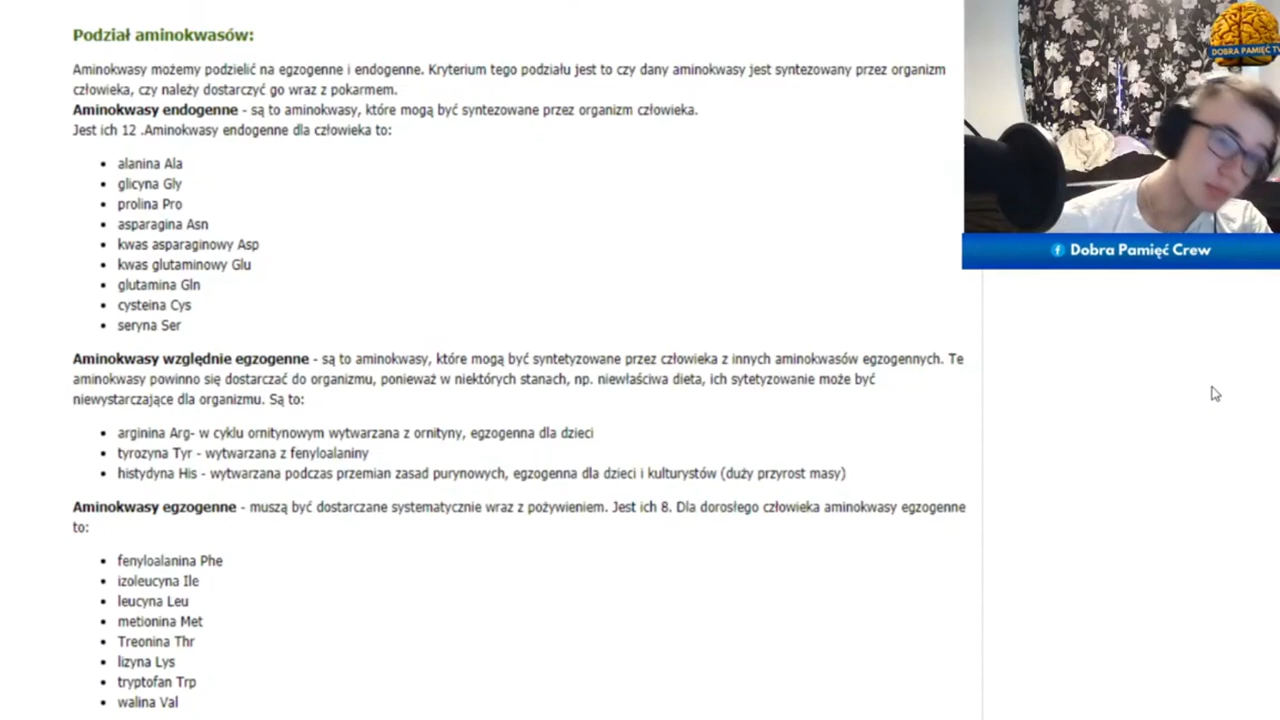 Podział aminokwasów:
Aminokwasy możemy podzielić na egzogenne i endogenne. Kryterium tego podziału jest to czy dany aminokwasy jest syntezowany przez organizm
człowieka, czy należy dostarczyć go wraz z pokarmem.
Aminokwasy endogenne - są to aminokwasy, które mogą być syntezowane przez organizm człowieka.
Jest ich 12 .Aminokwasy endogenne dla człowieka to:
• alanina Ala
• glicyna Gly
• prolina Pro
• asparagina Asn
• kwas asparaginowy Asp
• kwas glutaminowy Glu
• glutamina Gln
• cysteina Cys
• seryna Ser
Aminokwasy względnie egzogenne - są to aminokwasy, które mogą być syntetyzowane przez człowieka z innych aminokwasów egzogennych. Te
aminokwasy powinno się dostarczać do organizmu, ponieważ w niektórych stanach, np. niewłaściwa dieta, ich sytetyzowanie może być
niewystarczające dla organizmu. Są to:
• arginina Arg- w cyklu ornitynowym wytwarzana z ornityny, egzogenna dla dzieci
• tyrozyna Tyr - wytwarzana z fenyloalaniny
• histydyna His - wytwarzana podczas przemian zasad purynowych, egzogenna dla dzieci i kulturystów (duży przyrost masy)
Aminokwasy egzogenne - muszą być dostarczane systematycznie wraz z pożywieniem. Jest ich 8. Dla dorosłego człowieka aminokwasy egzogenne
to:
• fenyloalanina Phe
• izoleucyna Ile
• leucyna Leu
• metionina Met
• Treonina Thr
• lizyna Lys
• tryptofan Trp
• walina Val
DOBRA PAMIĘĆ TV
Dobra Pamięć Crew